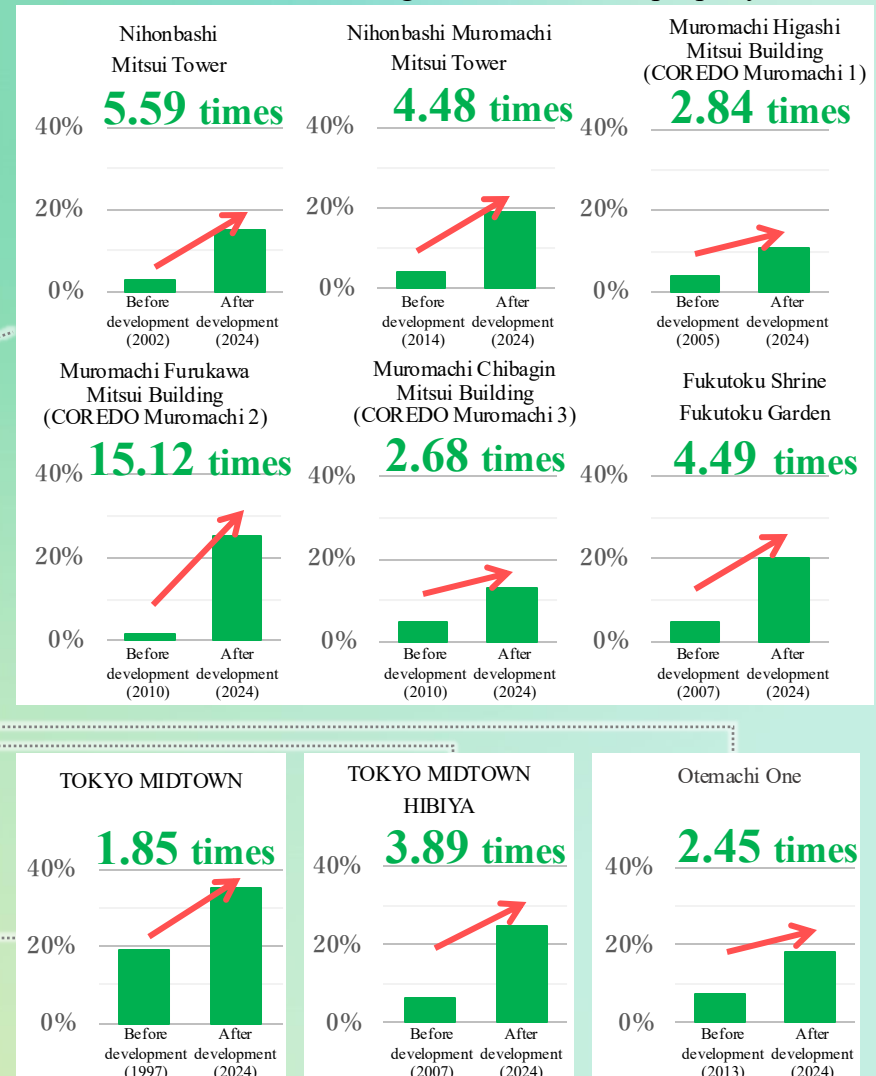 Nihonbashi
Mitsui Tower
5.59 times
40%
20%
0%
Before
development
(2002)
After
development
(2024)
Nihonbashi Muromachi
Mitsui Tower
4.48 times
40%
20%
0%
Before
development
(2014)
After
development
(2024)
Muromachi Higashi
Mitsui Building
(COREDO Muromachi 1)
2.84 times
40%
20%
0%
Before
development
(2005)
After
development
(2024)
Muromachi Furukawa
Mitsui Building
(COREDO Muromachi 2)
15.12 times
40%
20%
0%
Before
development
(2010)
After
development
(2024)
Muromachi Chibagin
Mitsui Building
(COREDO Muromachi 3)
2.68 times
40%
20%
0%
Before
development
(2010)
After
development
(2024)
Fukutoku Shrine
Fukutoku Garden
4.49 times
40%
20%
0%
Before
development
(2007)
After
development
(2024)
TOKYO MIDTOWN
1.85 times
40%
20%
0%
Before
development
(1997)
After
development
(2024)
TOKYO MIDTOWN
HIBIYA
3.89 times
40%
20%
0%
Before
development
(2007)
After
development
(2024)
Otemachi One
2.45 times
40%
20%
0%
Before
development
(2013)
After
development
(2024)